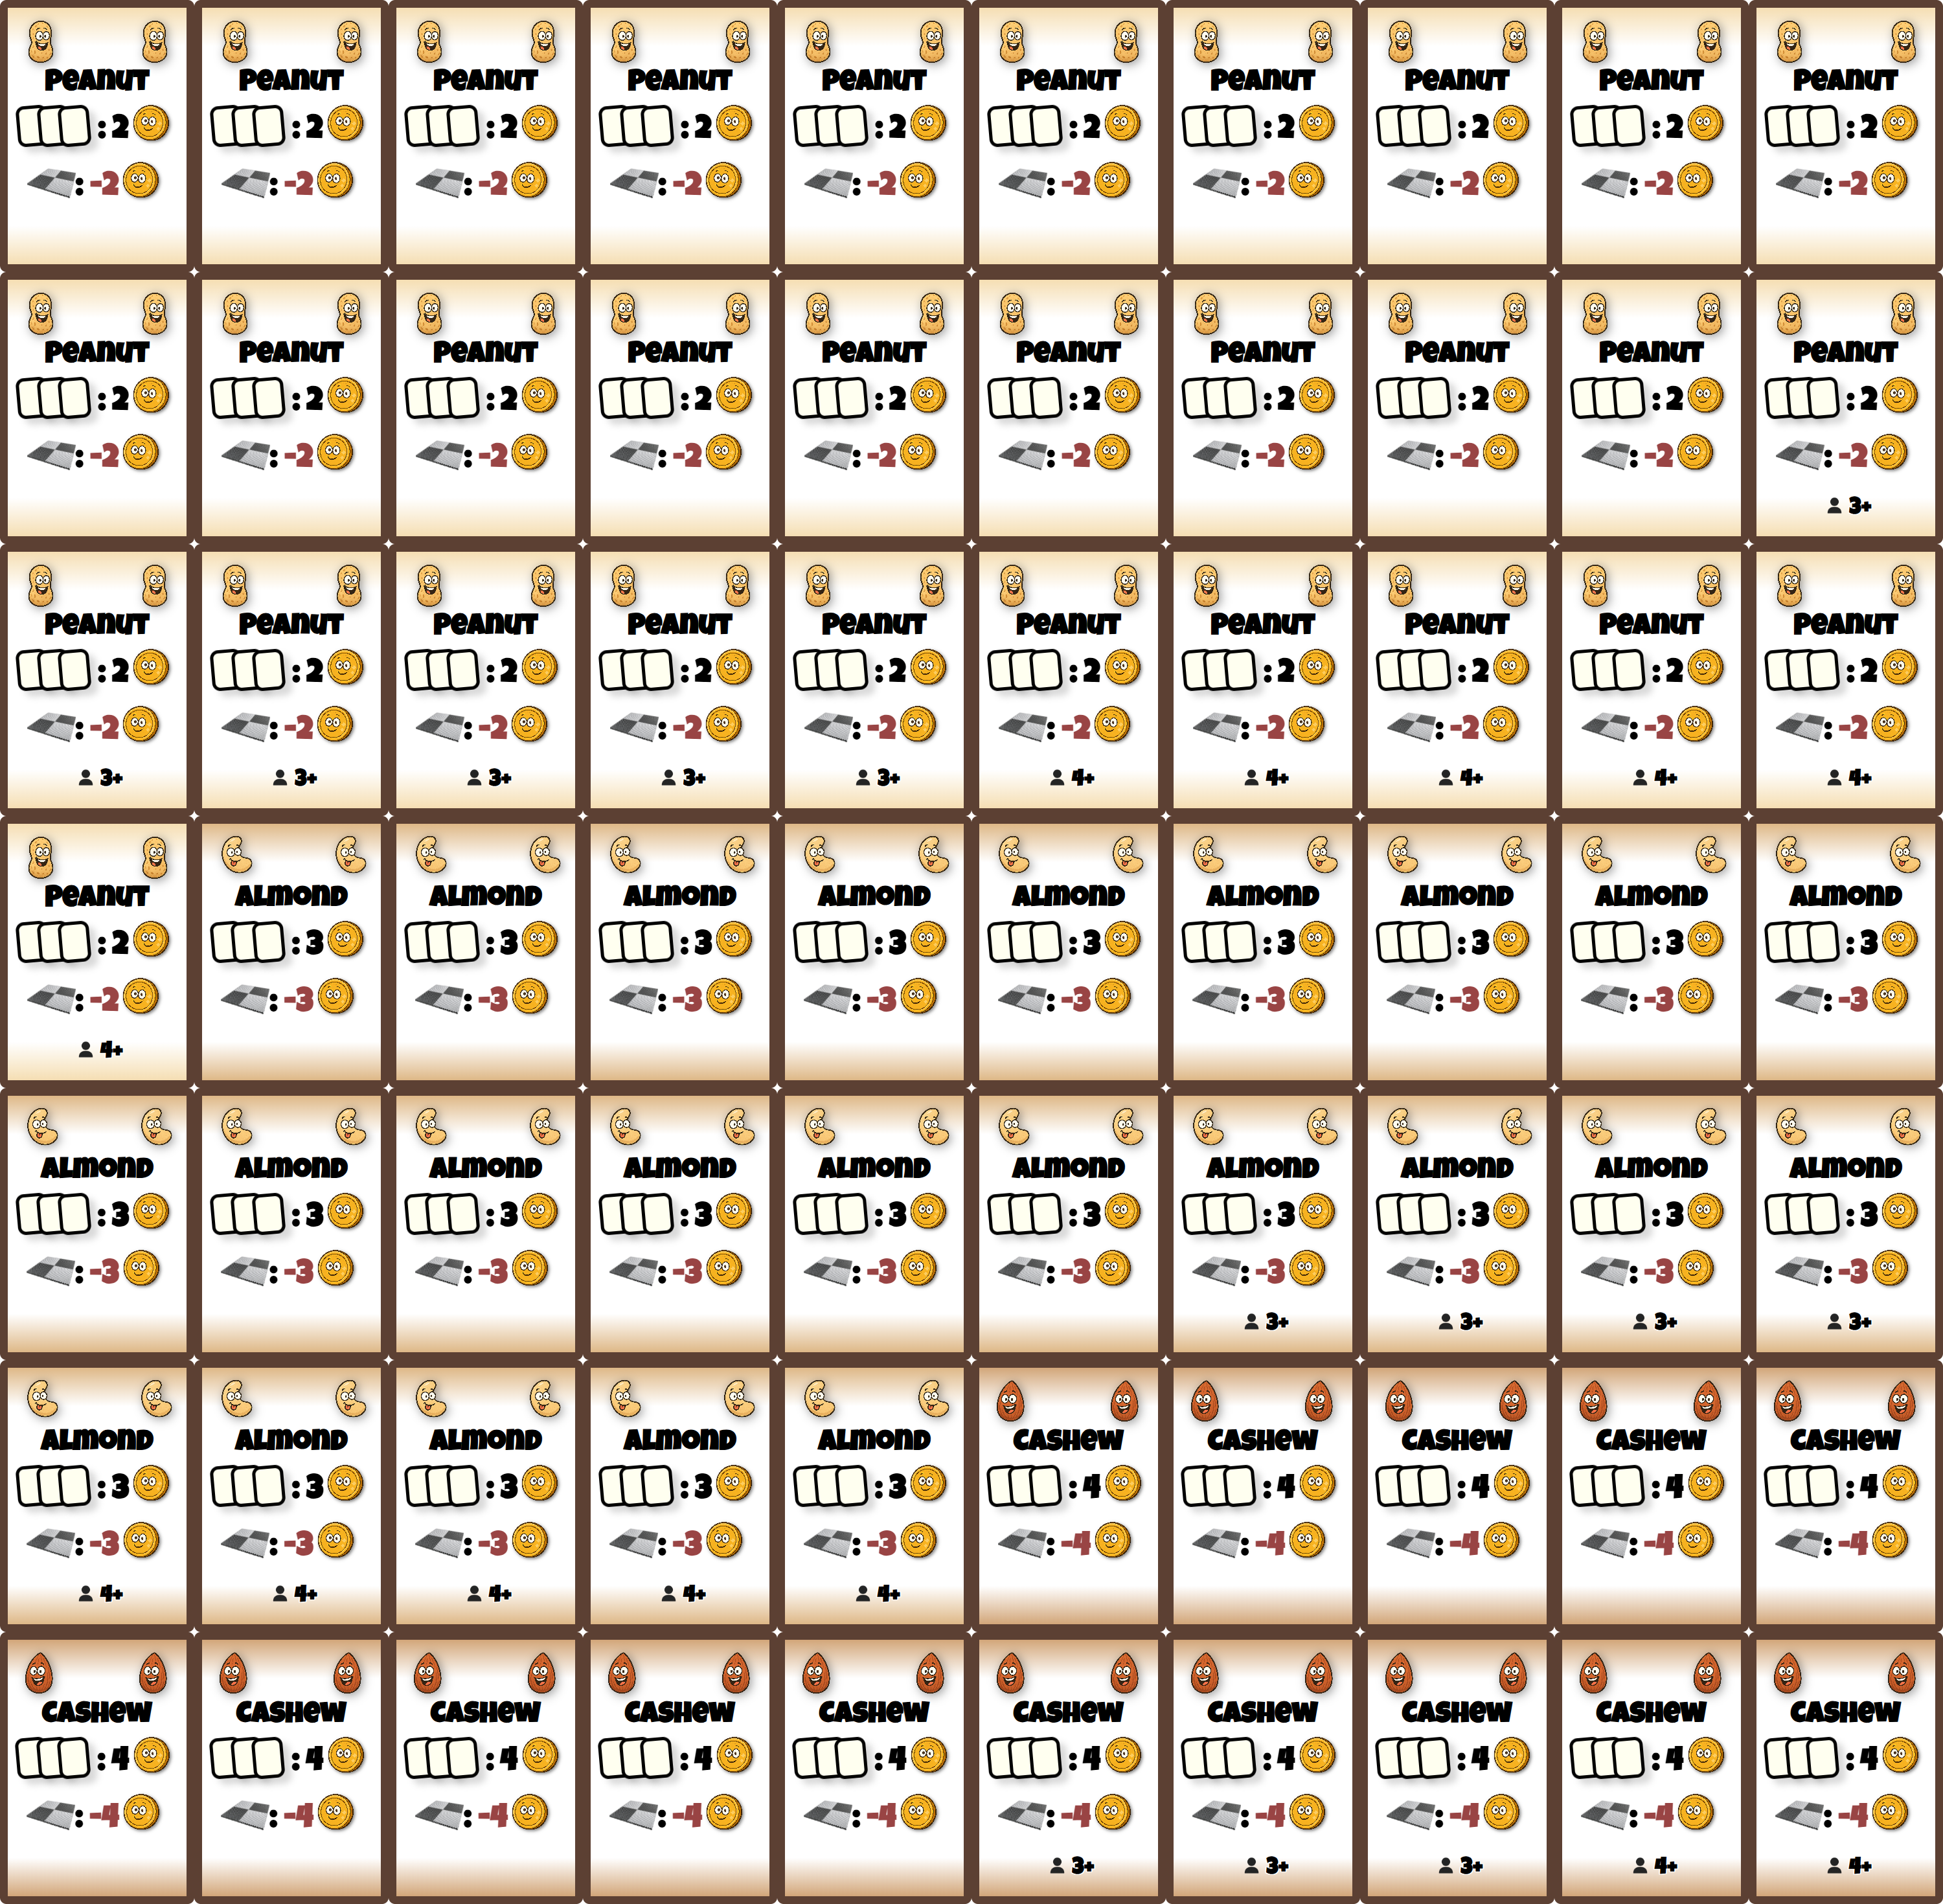 PEANUT PEANUT PEANUT PEANUT PEANUT PEANUT PEANUT PEANUT PEANUT PEANUT
:2 :2 :2 :2 :2 :2 :2 :2 :2 :2
:-2 :-2 :-2 :-2 :-2 :-2 :-2 :-2 :-2 :-2
PEANUT PEANUT PEANUT PEANUT PEANUT PEANUT PEANUT PEANUT PEANUT PEANUT
:2 :2 :2 :2 :2 :2 :2 :2 :2 :2
:-2 :-2 :-2 :-2 :-2 :-2 :-2 :-2 :-2 :-2
3+
PEANUT PEANUT PEANUT PEANUT PEANUT PEANUT PEANUT PEANUT PEANUT PEANUT
:2 :2 :2 :2 :2 :2 :2 :2 :2 :2
:-2 :-2 :-2 :-2 :-2 :-2 :-2 :-2 :-2 :-2
3+ 3+ 3+ 3+ 3+ 4+ 4+ 4+ 4+ 4+
PEANUT ALMOND ALMOND ALMOND ALMOND ALMOND ALMOND ALMOND ALMOND ALMOND
:2 :3 :3 :3 :3 :3 :3 :3 :3 :3
:-2 :-3 :-3 :-3 :-3 :-3 :-3 :-3 :-3 :-3
4+
ALMOND ALMOND ALMOND ALMOND ALMOND ALMOND ALMOND ALMOND ALMOND ALMOND
:3 :3 :3 :3 :3 :3 :3 :3 :3 :3
:-3 :-3 :-3 :-3 :-3 :-3 :-3 :-3 :-3 :-3
3+ 3+ 3+ 3+
ALMOND ALMOND ALMOND ALMOND ALMOND CASHEW CASHEW CASHEW CASHEW CASHEW
:3 :3 :3 :3 :3 :4 :4 :4 :4 :4
:-3 :-3 :-3 :-3 :-3 :-4 :-4 :-4 :-4 :-4
4+ 4+ 4+ 4+ 4+
CASHEW CASHEW CASHEW CASHEW CASHEW CASHEW CASHEW CASHEW CASHEW CASHEW
:4 :4 :4 :4 :4 :4 :4 :4 :4 :4
:-4 :-4 :-4 :-4 :-4 :-4 :-4 :-4 :-4 :-4
3+ 3+ 3+ 4+ 4+